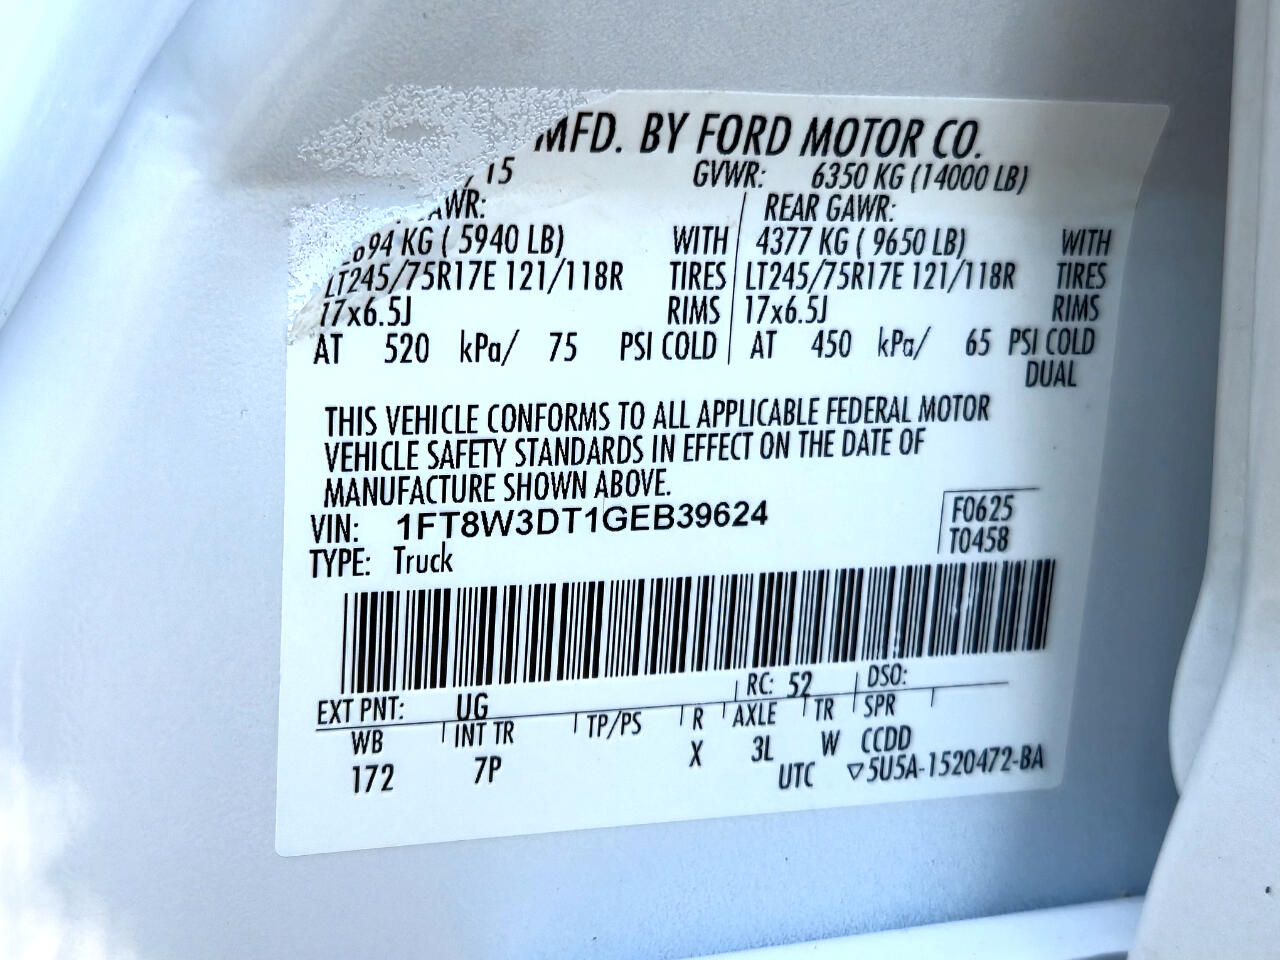 MFD. BY FORD MOTOR CO.
/15 GVWR: 6350 KG (14000 LB)
AWR: REAR GAWR:
694 KG ( 5940 LB) WITH 4377 KG ( 9650 LB) WITH
LT245/75R17E 121/118R TIRES LT245/75R17E 121/118R TIRES
17x6.5J RIMS 17x6.5J RIMS
AT 520 kPa/ 75 PSI COLD AT 450 kPa/ 65 PSI COLD
DUAL
THIS VEHICLE CONFORMS TO ALL APPLICABLE FEDERAL MOTOR
VEHICLE SAFETY STANDARDS IN EFFECT ON THE DATE OF
MANUFACTURE SHOWN ABOVE.
VIN: 1FT8W3DT1GEB39624 F0625
TYPE: Truck T0458
EXT PNT: UG RC: 52 DSO:
WB INT TR TP/PS R AXLE TR SPR
172 7P X 3L W CCDD
UTC ▽5U5A-1520472-BA